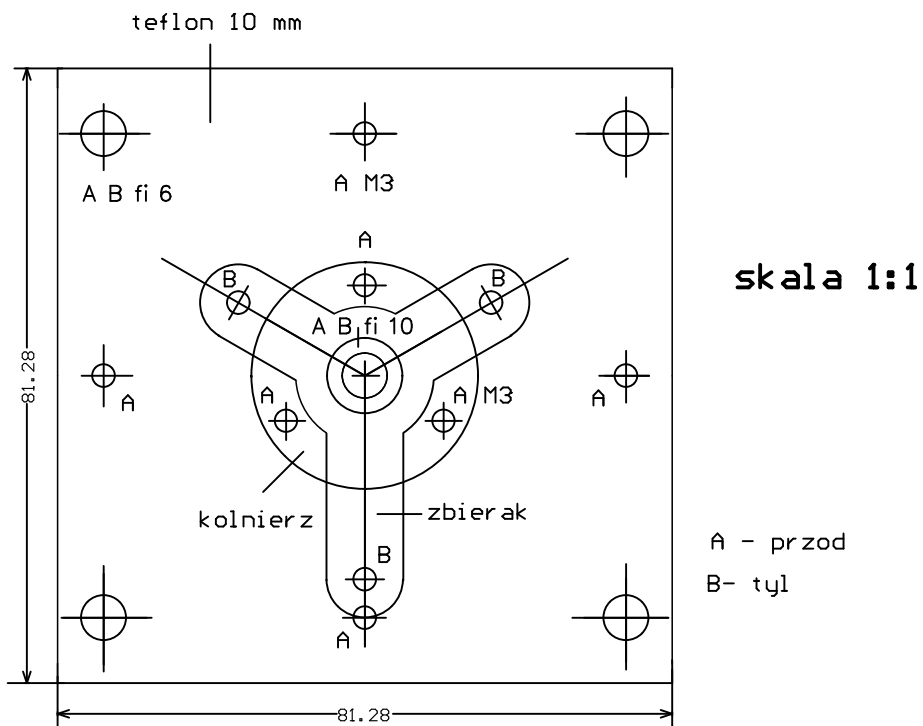 teflon 10 mm
A B fi 6
A M3
A
B
B
A B fi 10
skala 1:1
81.28
A
A
A M3
A
kolnierz
zbierak
B
A
A - przod
B- tyl
81.28